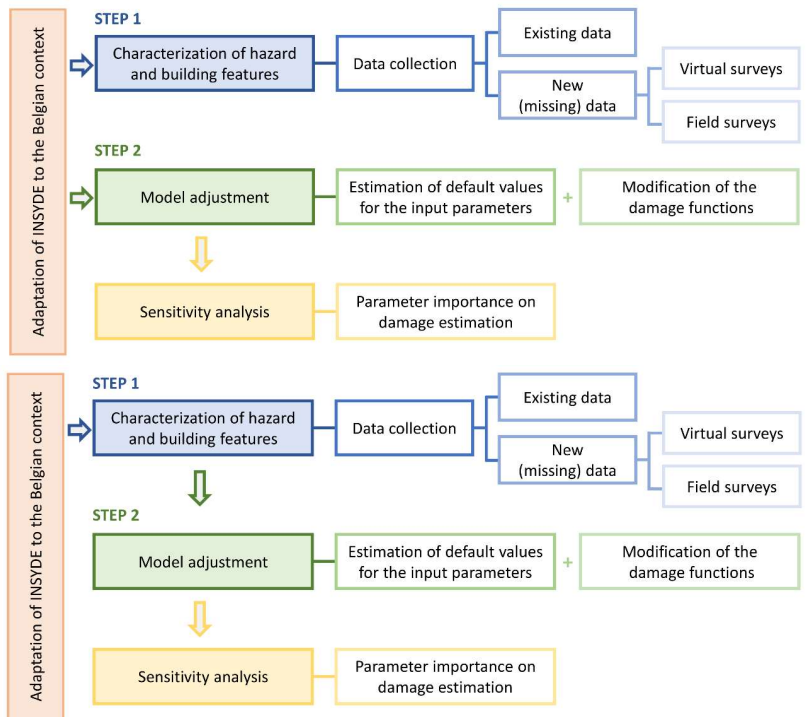 Adaptation of INSYDE to the Belgian context
STEP 1
Characterization of hazard
and building features
Data collection
Existing data
New
(missing) data
Virtual surveys
Field surveys
STEP 2
Model adjustment
Estimation of default values
for the input parameters
+
Modification of the
damage functions
Sensitivity analysis
Parameter importance on
damage estimation
Adaptation of INSYDE to the Belgian context
STEP 1
Characterization of hazard
and building features
Data collection
Existing data
New
(missing) data
Virtual surveys
Field surveys
STEP 2
Model adjustment
Estimation of default values
for the input parameters
+
Modification of the
damage functions
Sensitivity analysis
Parameter importance on
damage estimation